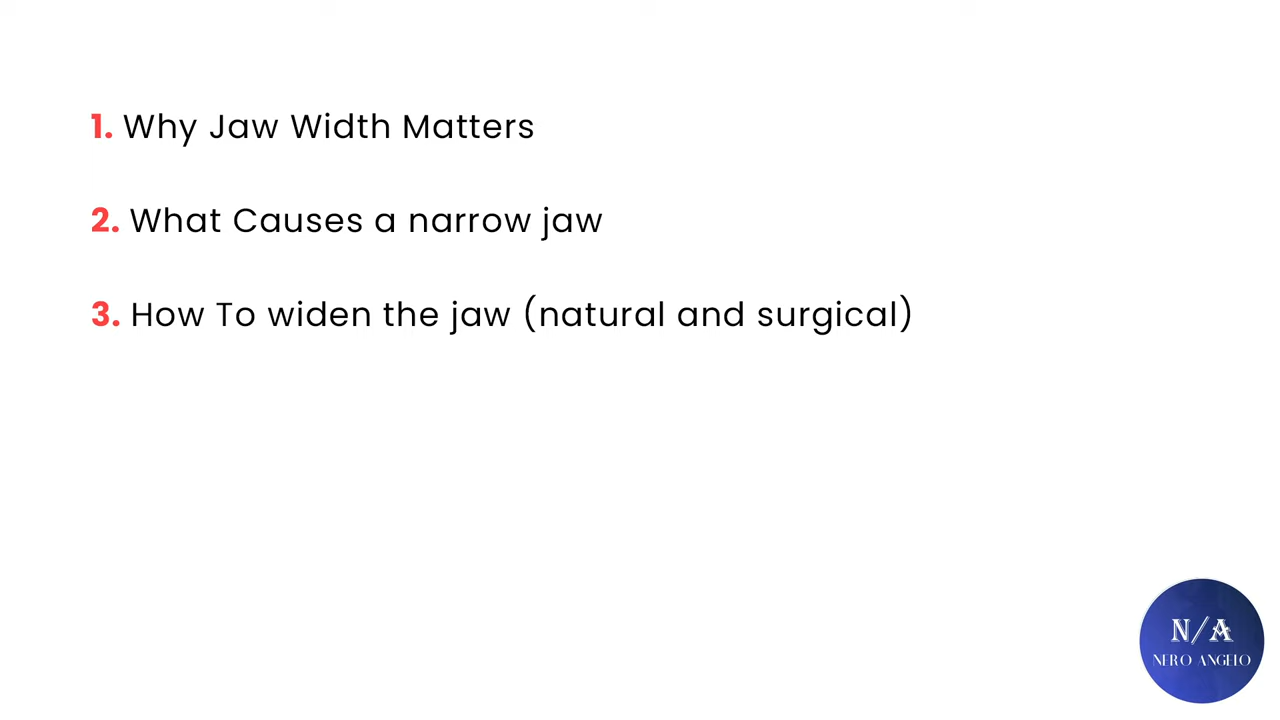 1. Why Jaw Width Matters
2. What Causes a narrow jaw
3. How To widen the jaw (natural and surgical)
N/A
NERO ANGELO